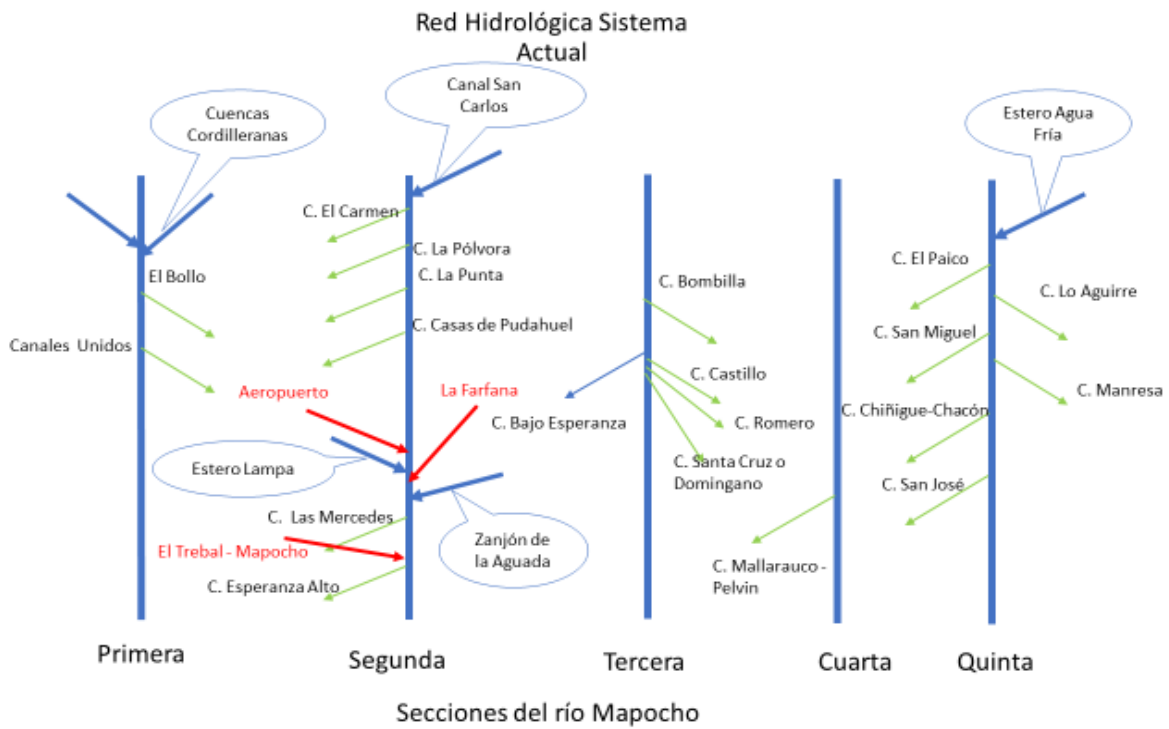 Red Hidrológica Sistema
Actual
Cuencas
Cordilleranas
Canal San
Carlos
Estero Agua
Fría
El Bollo
Canales Unidos
C. El Carmen
C. La Pólvora
C. La Punta
C. Casas de Pudahuel
Aeropuerto
La Farfana
Estero Lampa
C. Las Mercedes
El Trebal - Mapocho
C. Esperanza Alto
Zanjón de
la Aguada
C. Bombilla
C. Castillo
C. Bajo Esperanza
C. Romero
C. Santa Cruz o
Domingano
C. Mallarauco -
Pelvin
C. El Paico
C. Lo Aguirre
C. San Miguel
C. Manresa
C. Chiñigue-Chacón
C. San José
Primera
Segunda
Tercera
Cuarta
Quinta
Secciones del río Mapocho